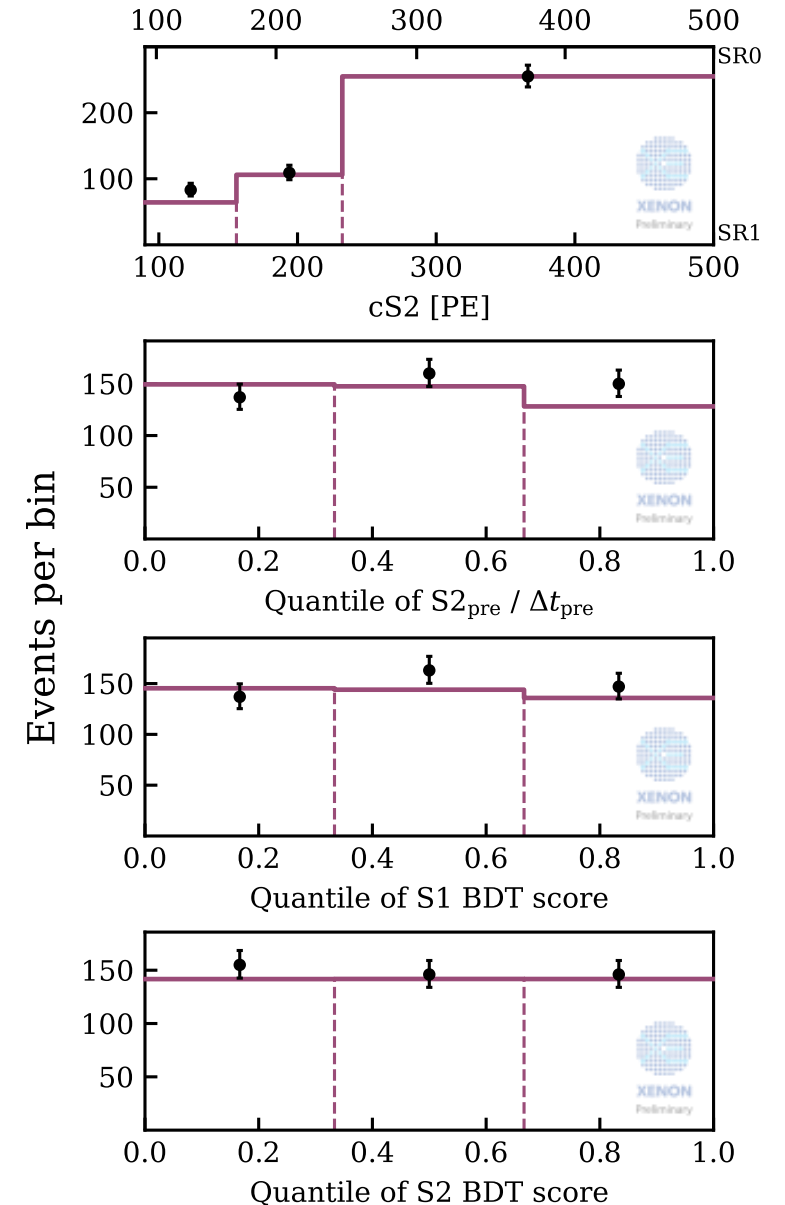 100 200 300 400 500
SR0
200
100
XENON
Preliminary
SR1
100 200 300 400 500
cS2 [PE]
150
100
50
XENON
Preliminary
0.0 0.2 0.4 0.6 0.8 1.0
Quantile of S2pre / Δtpre
Events per bin
150
100
50
XENON
Preliminary
0.0 0.2 0.4 0.6 0.8 1.0
Quantile of S1 BDT score
150
100
50
XENON
Preliminary
0.0 0.2 0.4 0.6 0.8 1.0
Quantile of S2 BDT score